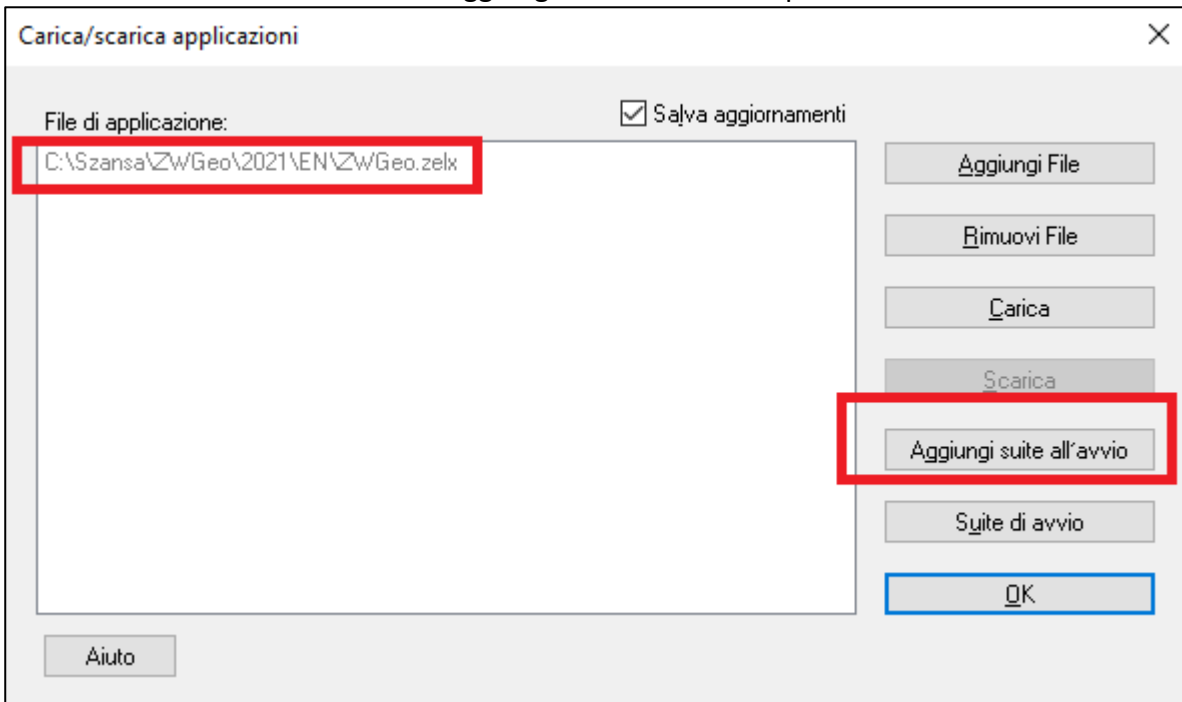 Carica/scarica applicazioni
File di applicazione:
Salva aggiornamenti
C:\Szansa\ZWGeo\2021\EN\ZWGeo.zelx
Aggiungi File
Rimuovi File
Carica
Scarica
Aggiungi suite all'avvio
Suite di avvio
OK
Aiuto